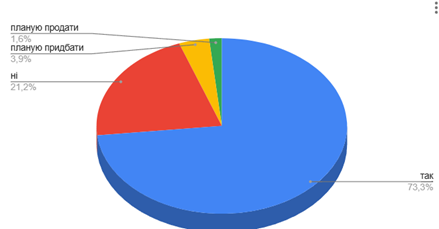 планую продати
1,6%
планую придбати
3,9%
ні
21,2%
так
73,3%